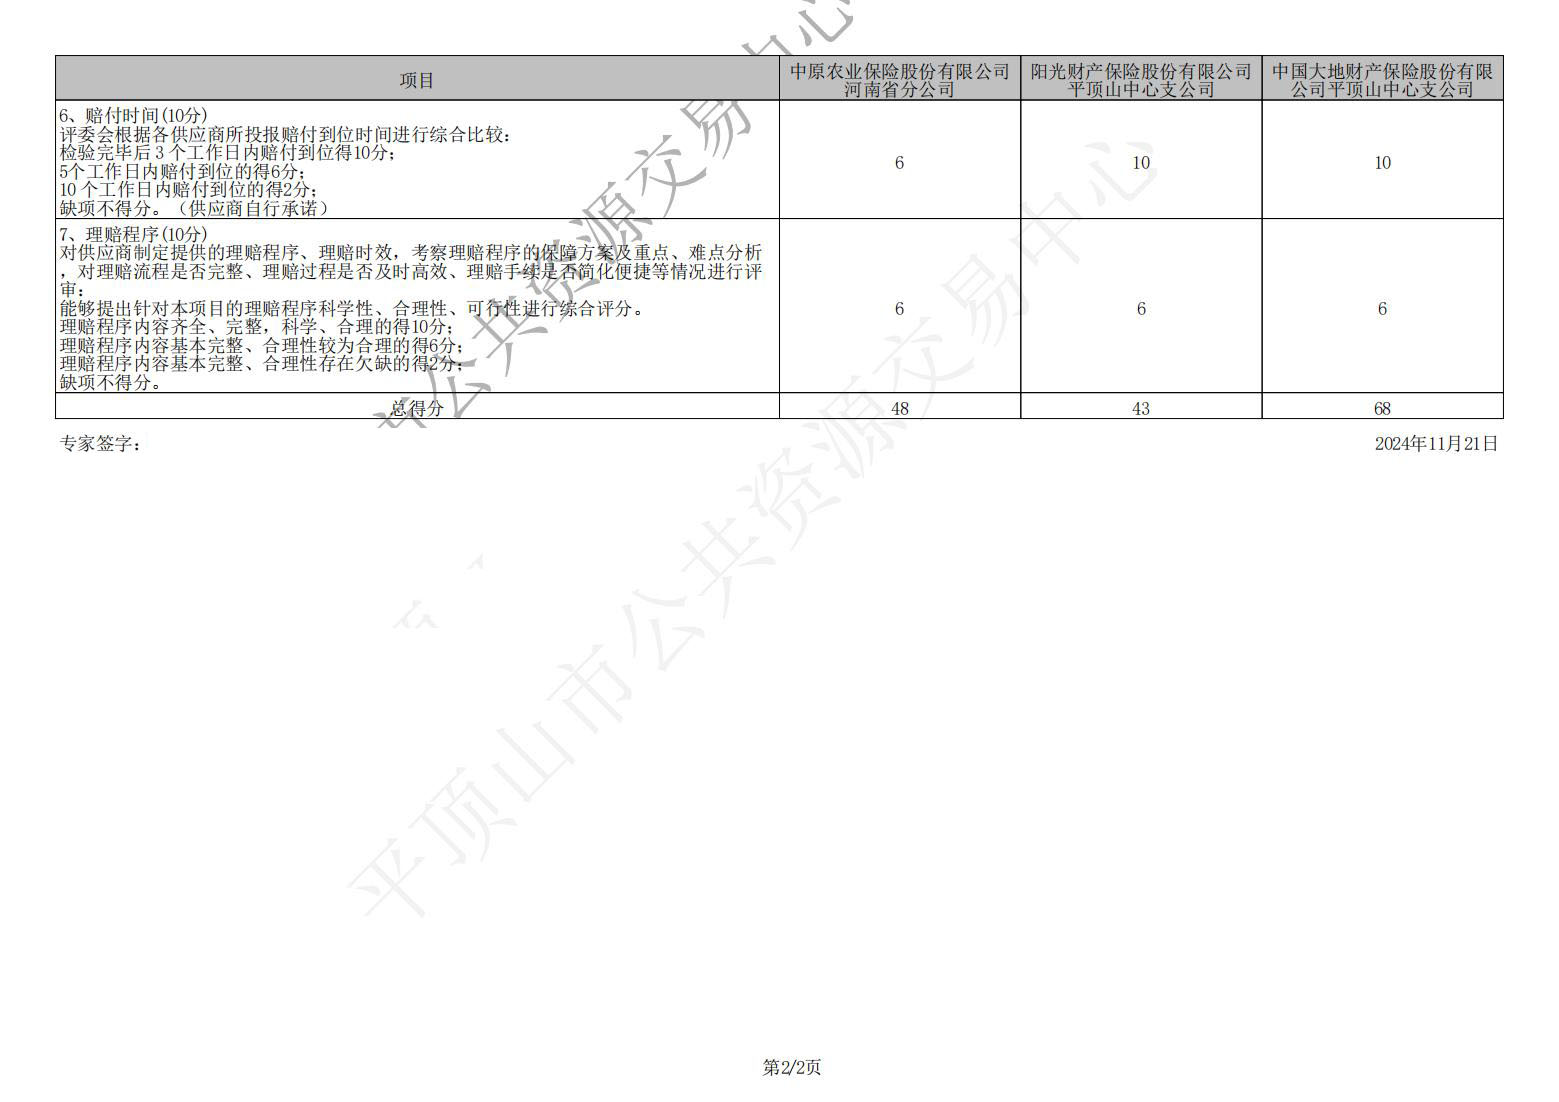 项目
中原农业保险股份有限公司
河南省分公司
阳光财产保险股份有限公司
平顶山中心支公司
中国大地财产保险股份有限
公司平顶山中心支公司
6、赔付时间(10分)
评委会根据各供应商所投报赔付到位时间进行综合比较：
检验完毕后 3 个工作日内赔付到位得10分；
5个工作日内赔付到位的得6分；
10 个工作日内赔付到位的得2分；
缺项不得分。（供应商自行承诺）
6
10
10
7、理赔程序(10分)
对供应商制定提供的理赔程序、理赔时效，考察理赔程序的保障方案及重点、难点分析
，对理赔流程是否完整、理赔过程是否及时高效、理赔手续是否简化便捷等情况进行评
审：
能够提出针对本项目的理赔程序科学性、合理性、可行性进行综合评分。
理赔程序内容齐全、完整，科学、合理的得10分；
理赔程序内容基本完整、合理性较为合理的得6分；
理赔程序内容基本完整、合理性存在欠缺的得2分；
缺项不得分。
6
6
6
总得分
48
43
68
专家签字：
2024年11月21日
平顶山市公共资源交易中心
公共资源交易中心
第2/2页